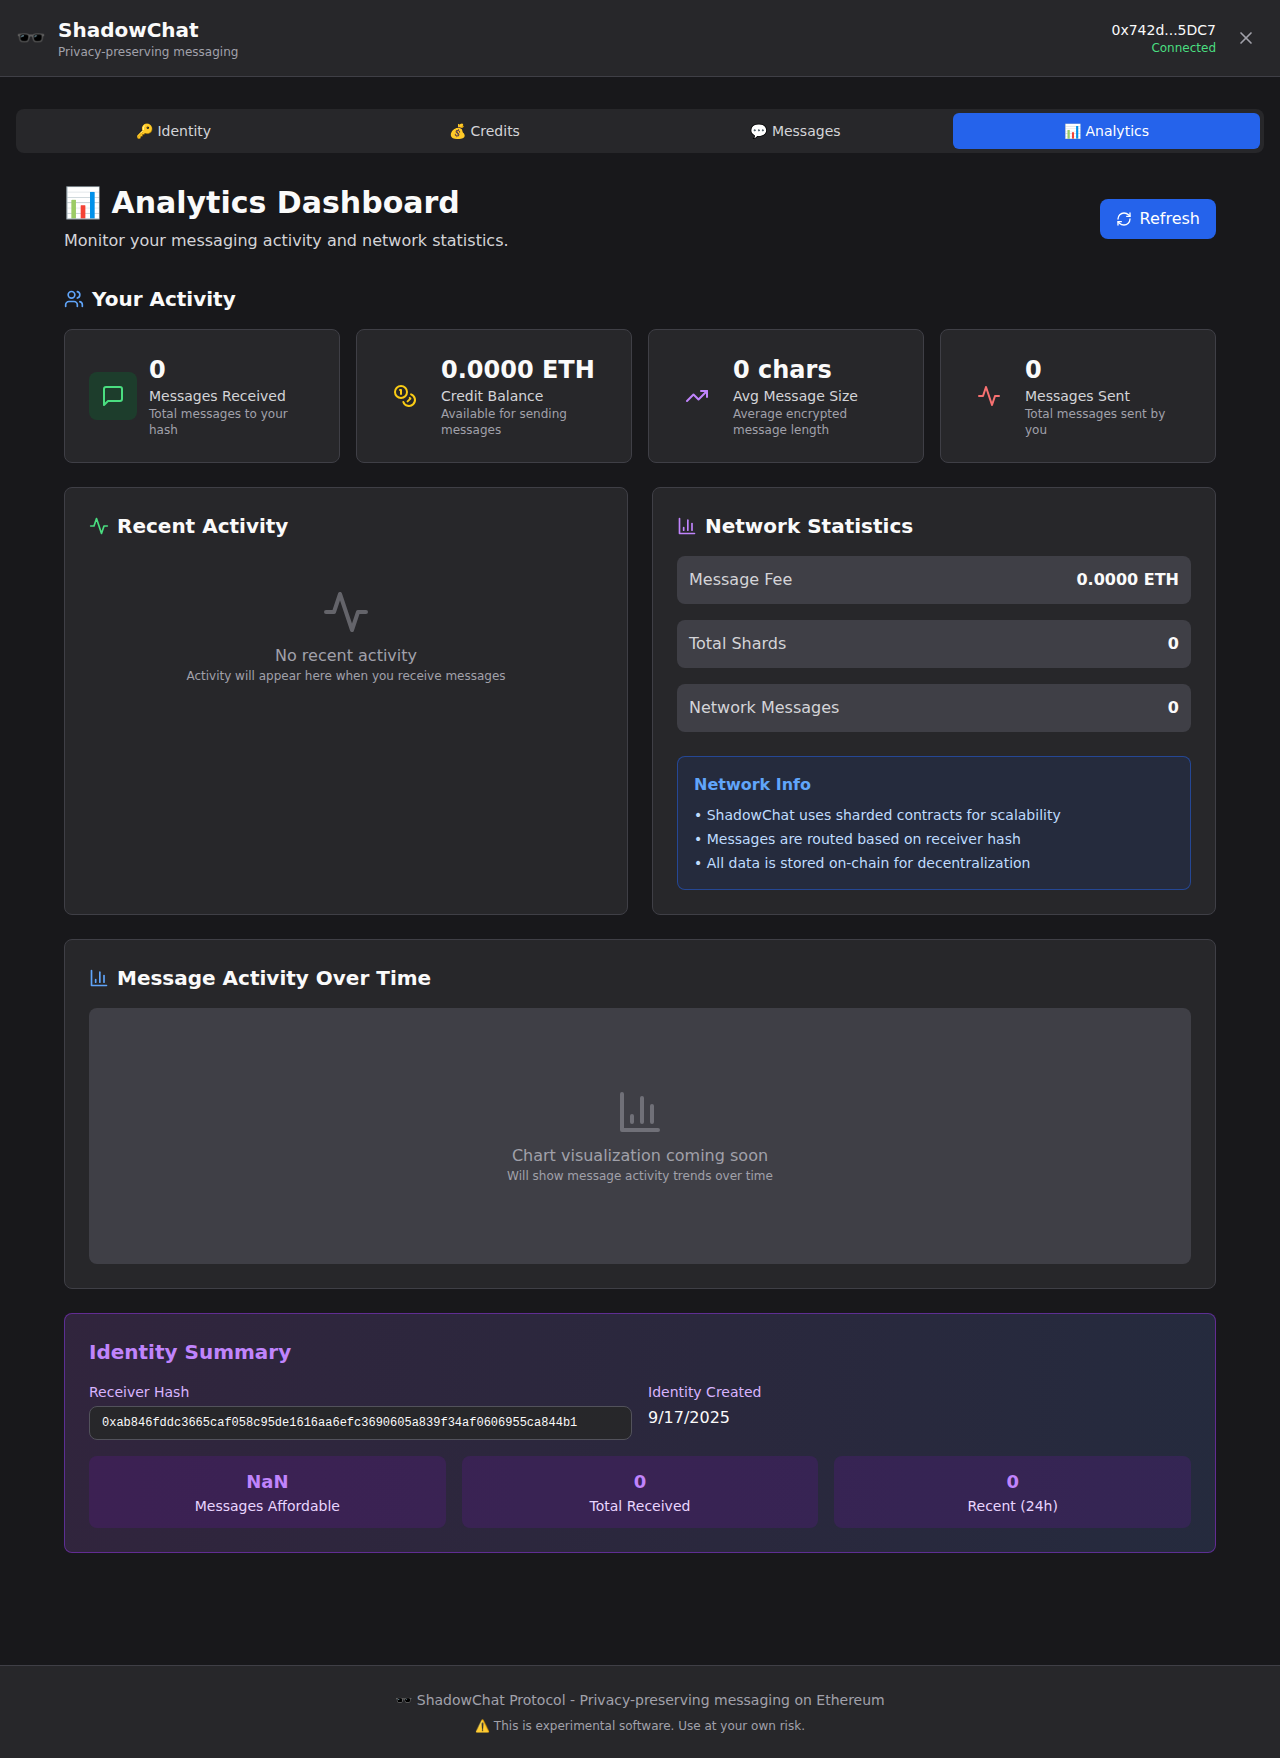 🕶️ ShadowChat
Privacy-preserving messaging
0x742d...5DC7
Connected
🔑 Identity
💰 Credits
💬 Messages
📊 Analytics
📊 Analytics Dashboard
Monitor your messaging activity and network statistics.
Refresh
Your Activity
0
Messages Received
Total messages to your
hash
0.0000 ETH
Credit Balance
Available for sending
messages
0 chars
Avg Message Size
Average encrypted
message length
0
Messages Sent
Total messages sent by
you
Recent Activity
No recent activity
Activity will appear here when you receive messages
Network Statistics
Message Fee 0.0000 ETH
Total Shards 0
Network Messages 0
Network Info
• ShadowChat uses sharded contracts for scalability
• Messages are routed based on receiver hash
• All data is stored on-chain for decentralization
Message Activity Over Time
Chart visualization coming soon
Will show message activity trends over time
Identity Summary
Receiver Hash
0xab846fddc3665caf058c95de1616aa6efc3690605a839f34af0606955ca844b1
Identity Created
9/17/2025
NaN
Messages Affordable
0
Total Received
0
Recent (24h)
🕶️ ShadowChat Protocol - Privacy-preserving messaging on Ethereum
⚠️ This is experimental software. Use at your own risk.